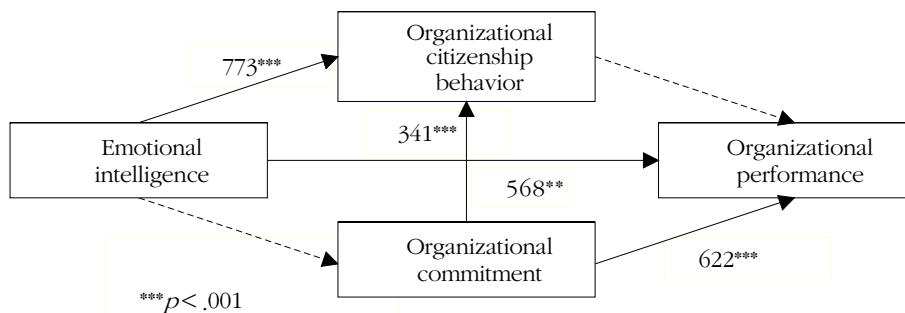 Organizational
citizenship
behavior
773***
341***
Emotional
intelligence
Organizational
performance
568**
Organizational
commitment
622***
***p< .001